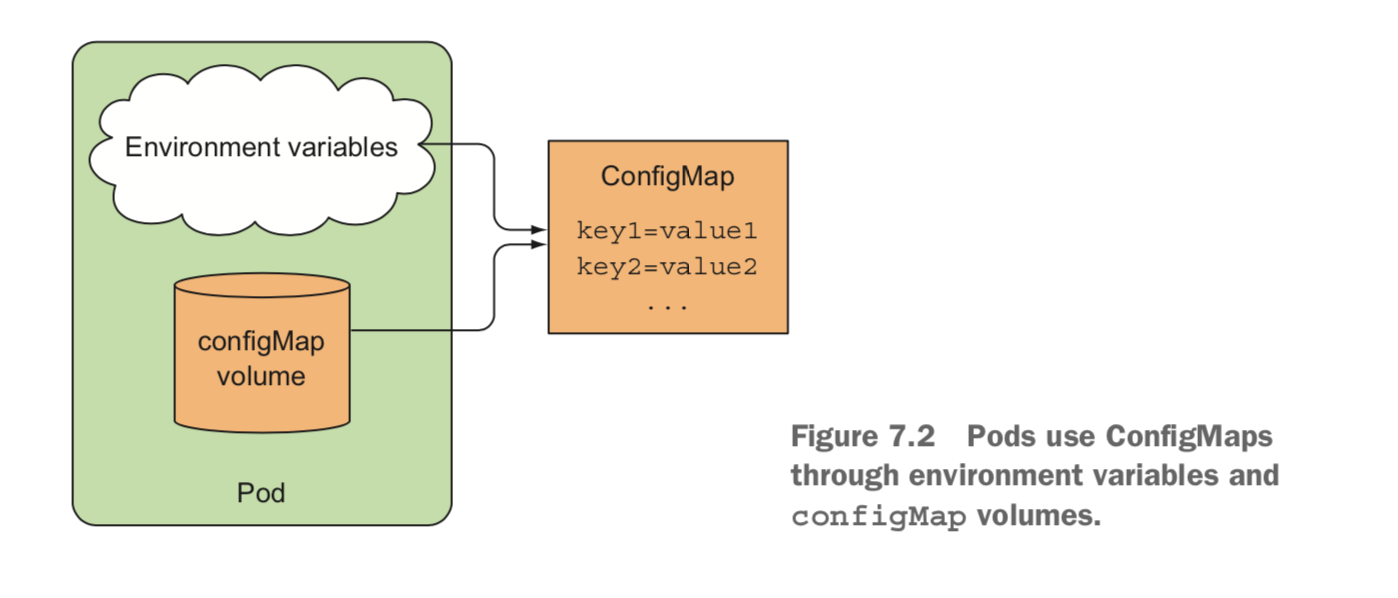 Environment variables
configMap
volume
Pod
ConfigMap
key1=value1
key2=value2
...
Figure 7.2 Pods use ConfigMaps
through environment variables and
configMap volumes.